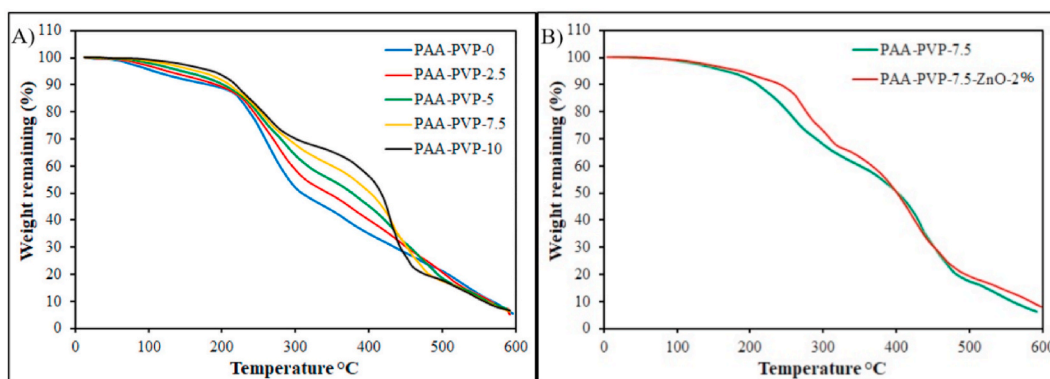 A)
110
100
90
80
70
60
50
40
30
20
10
0
Weight remaining (%)
PAA-PVP-0
PAA-PVP-2.5
PAA-PVP-5
PAA-PVP-7.5
PAA-PVP-10
0 100 200 300 400 500 600
Temperature °C
B)
110
100
90
80
70
60
50
40
30
20
10
0
Weight remaining (%)
PAA-PVP-7.5
PAA-PVP-7.5-ZnO-2%
0 100 200 300 400 500 600
Temperature °C